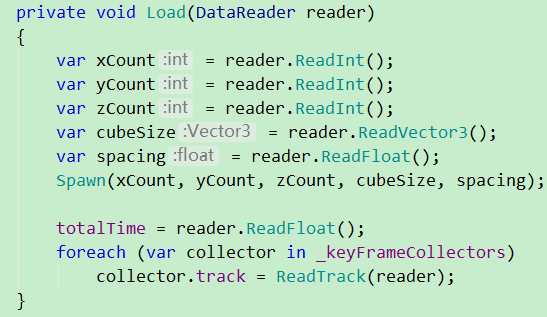 private void Load(DataReader reader)
{
    var xCount :int = reader.ReadInt();
    var yCount :int = reader.ReadInt();
    var zCount :int = reader.ReadInt();
    var cubeSize :Vector3 = reader.ReadVector3();
    var spacing :float = reader.ReadFloat();
    Spawn(xCount, yCount, zCount, cubeSize, spacing);

    totalTime = reader.ReadFloat();
    foreach (var collector in _keyFrameCollectors)
        collector.track = ReadTrack(reader);
}